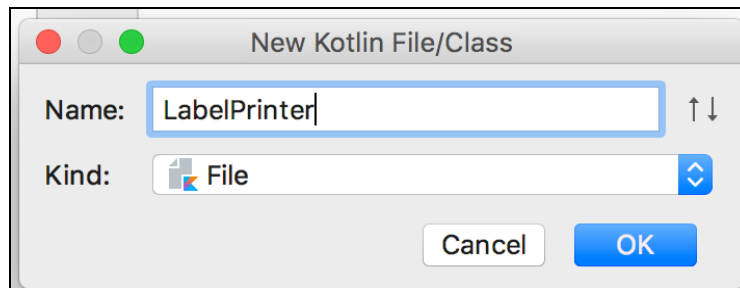 New Kotlin File/Class
Name: LabelPrinter
Kind: File
Cancel OK